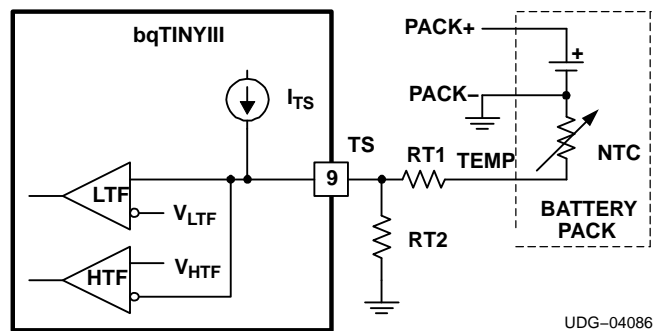 bqTINYIII
PACK+
+
PACK−
I_TS
TS
RT1
TEMP
NTC
9
LTF
V_LTF
BATTERY
PACK
RT2
HTF
V_HTF
UDG−04086